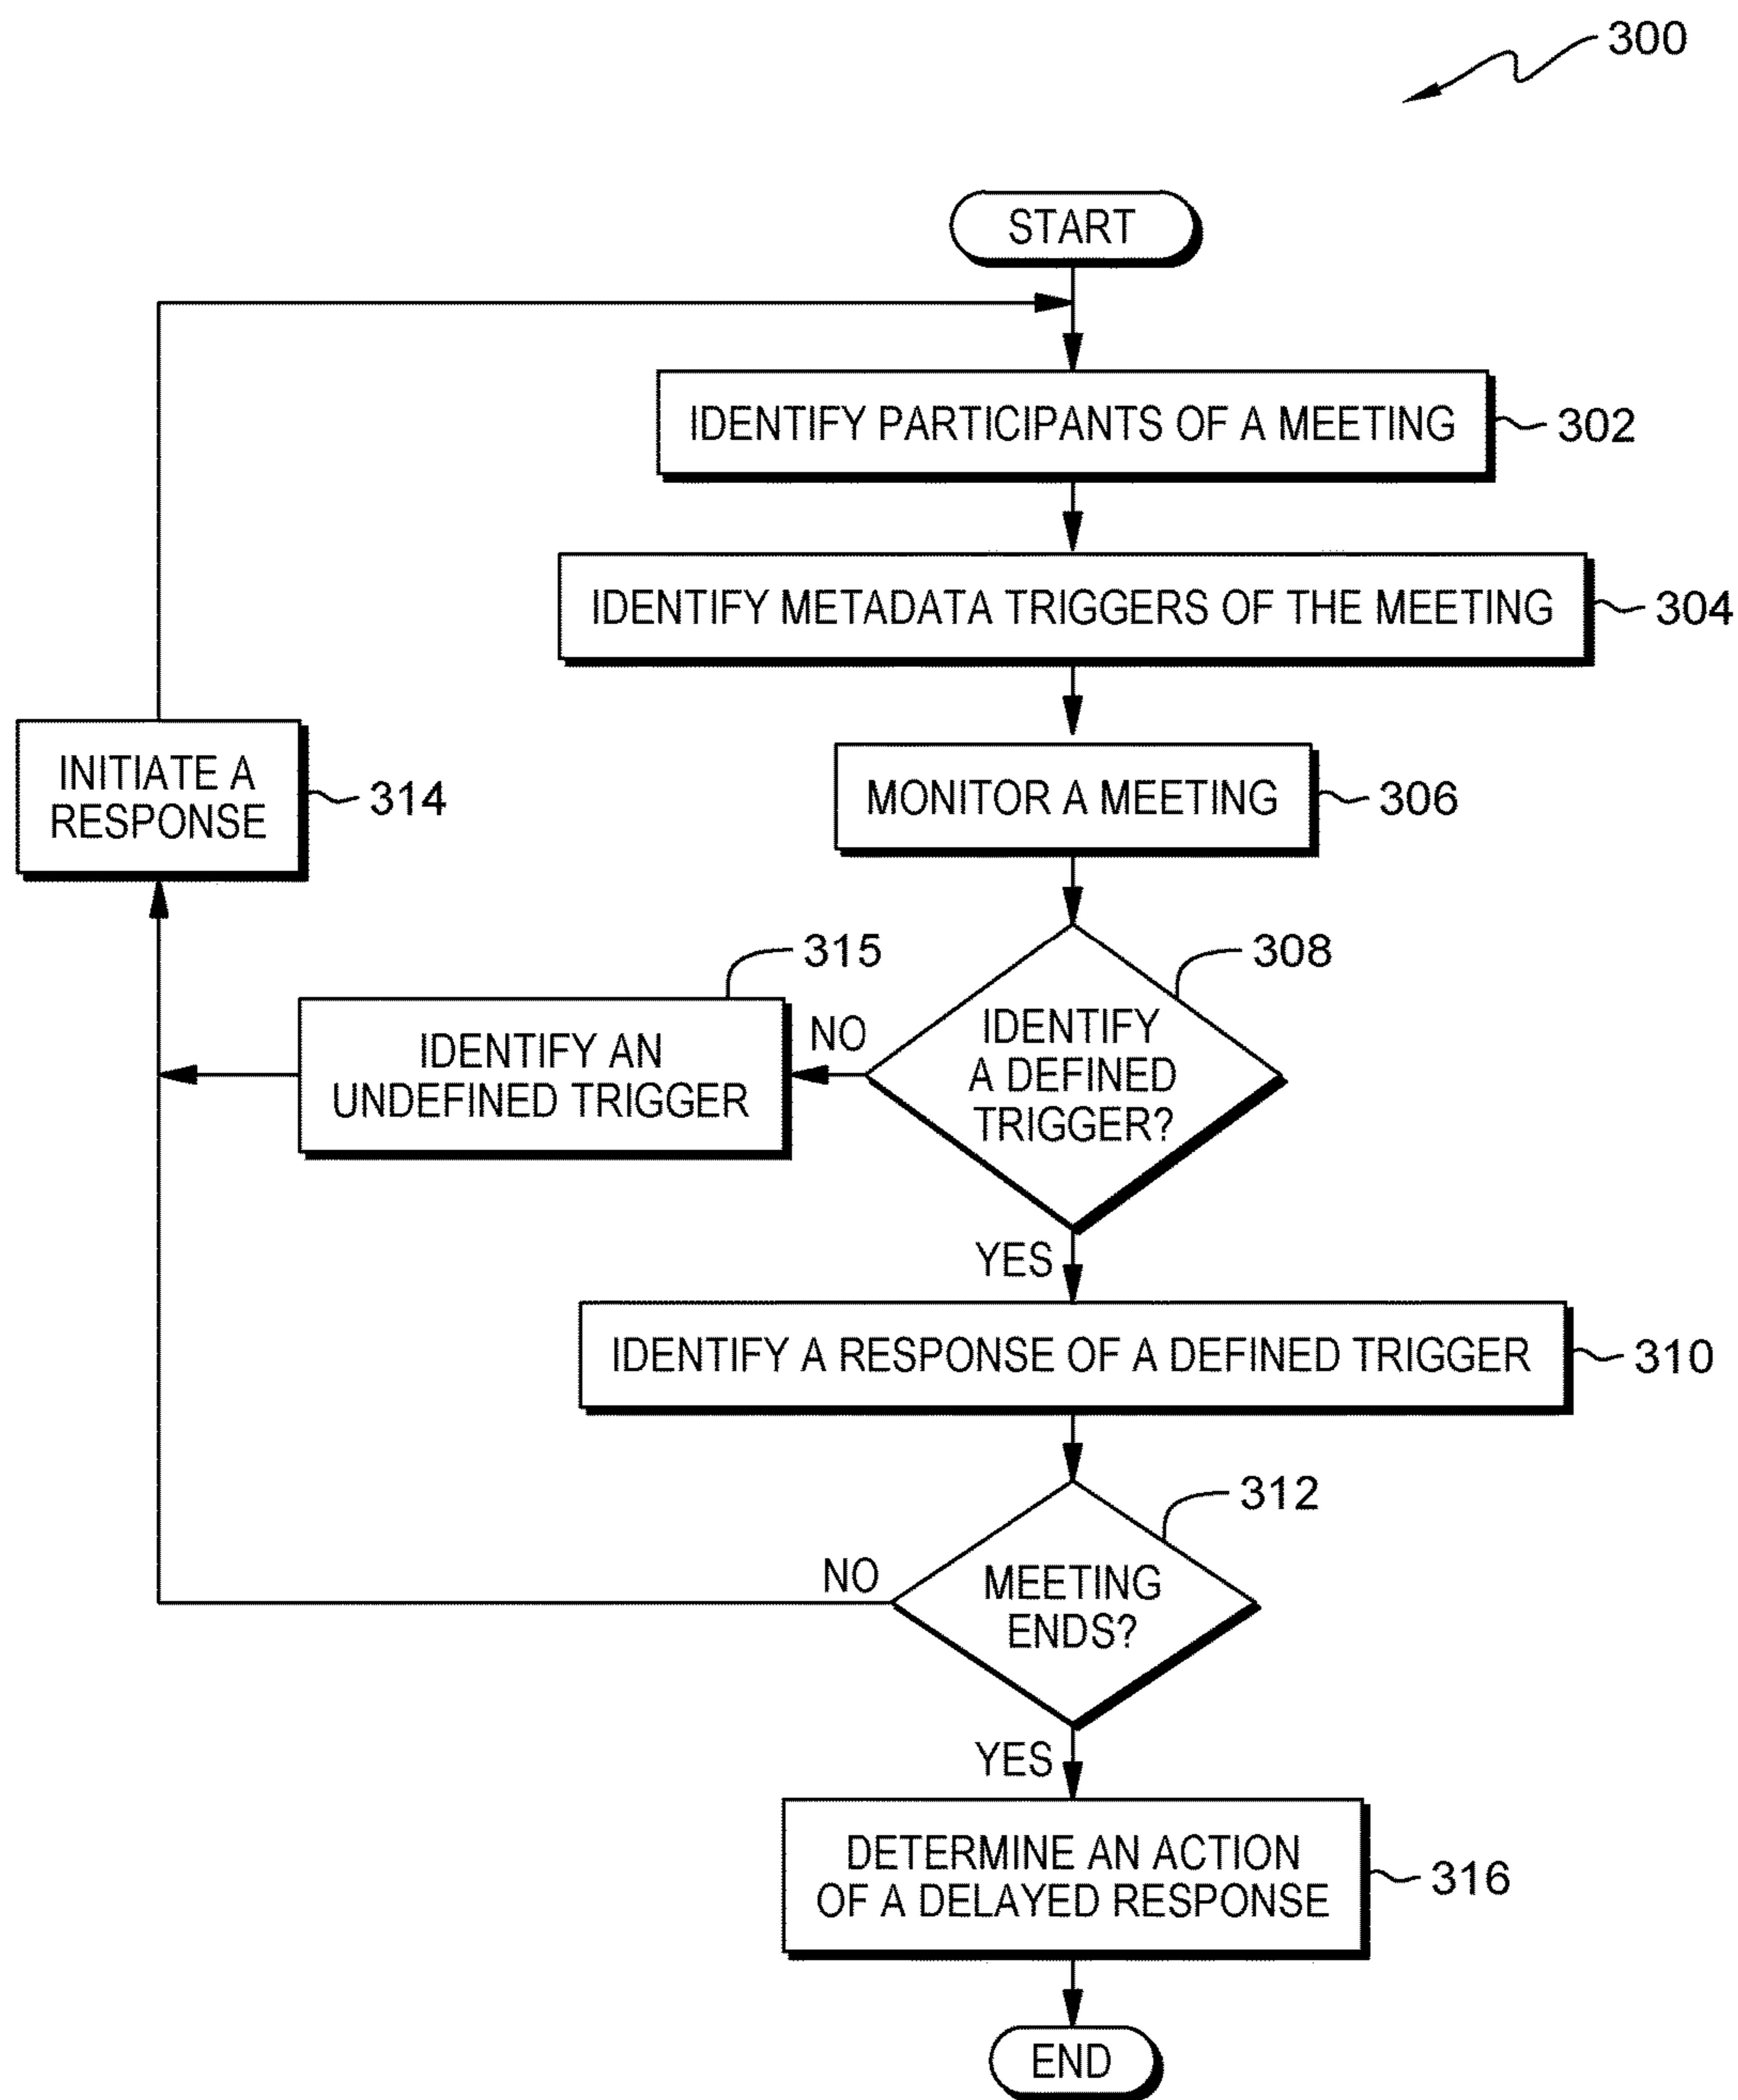 300
START
IDENTIFY PARTICIPANTS OF A MEETING
302
IDENTIFY METADATA TRIGGERS OF THE MEETING
304
INITIATE A
RESPONSE
314
MONITOR A MEETING
306
315
308
IDENTIFY AN
UNDEFINED TRIGGER
NO
IDENTIFY
A DEFINED
TRIGGER?
YES
IDENTIFY A RESPONSE OF A DEFINED TRIGGER
310
312
NO
MEETING
ENDS?
YES
DETERMINE AN ACTION
OF A DELAYED RESPONSE
316
END